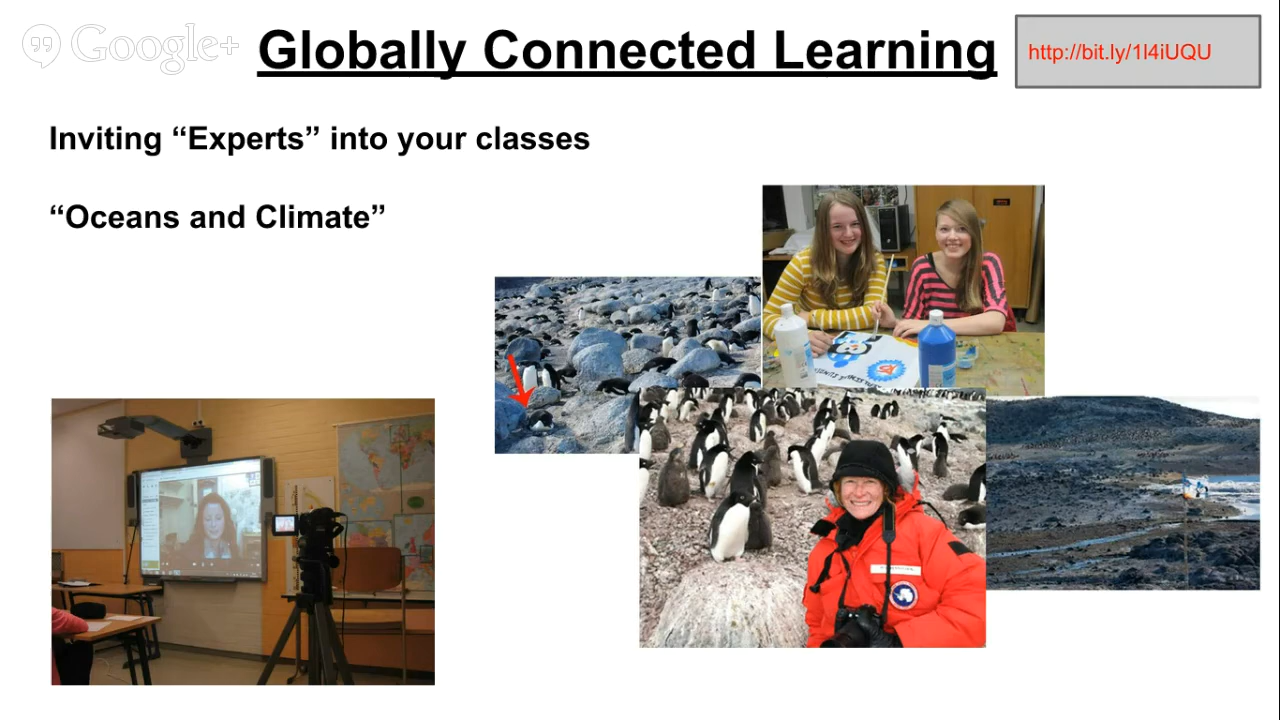 Google+
Globally Connected Learning
http://bit.ly/1l4iUQU
Inviting “Experts” into your classes
“Oceans and Climate”